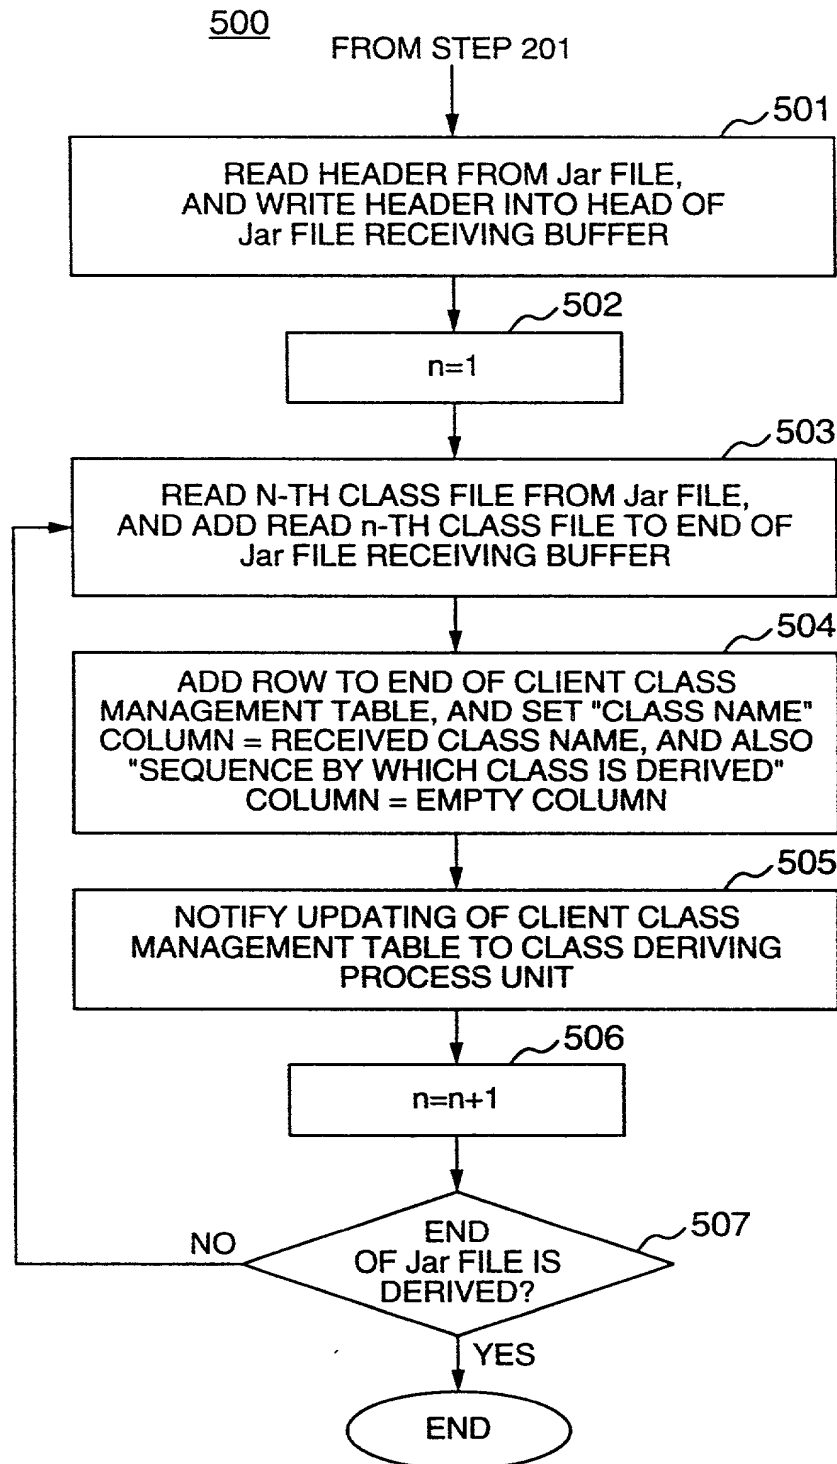 500
FROM STEP 201
501
READ HEADER FROM Jar FILE,
AND WRITE HEADER INTO HEAD OF
Jar FILE RECEIVING BUFFER
502
n=1
503
READ N-TH CLASS FILE FROM Jar FILE,
AND ADD READ n-TH CLASS FILE TO END OF
Jar FILE RECEIVING BUFFER
504
ADD ROW TO END OF CLIENT CLASS
MANAGEMENT TABLE, AND SET "CLASS NAME"
COLUMN = RECEIVED CLASS NAME, AND ALSO
"SEQUENCE BY WHICH CLASS IS DERIVED"
COLUMN = EMPTY COLUMN
505
NOTIFY UPDATING OF CLIENT CLASS
MANAGEMENT TABLE TO CLASS DERIVING
PROCESS UNIT
506
n=n+1
507
NO
END
OF Jar FILE IS
DERIVED?
YES
END